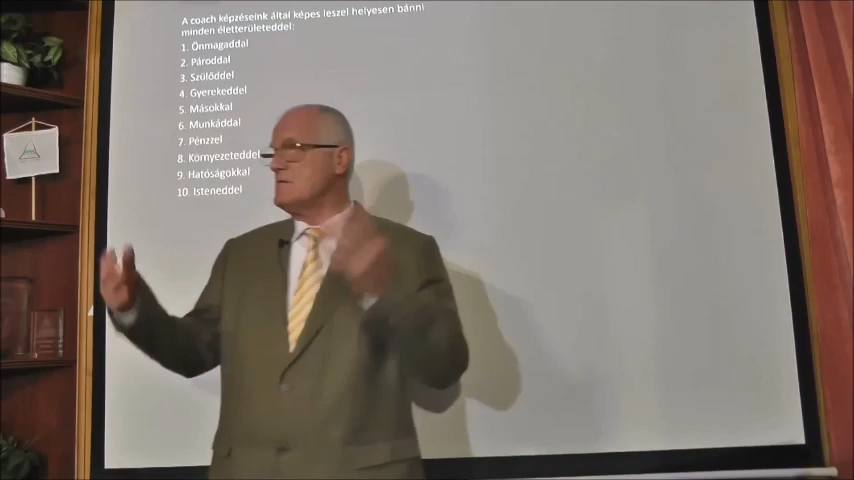 A coach képzéseink által képes leszel helyesen bánni
minden életterületeddel:
1. Önmagaddal
2. Pároddal
3. Szülőddel
4. Gyerekeddel
5. Másokkal
6. Munkáddal
7. Pénzzel
8. Környezeteddel
9. Hatóságokkal
10. Isteneddel